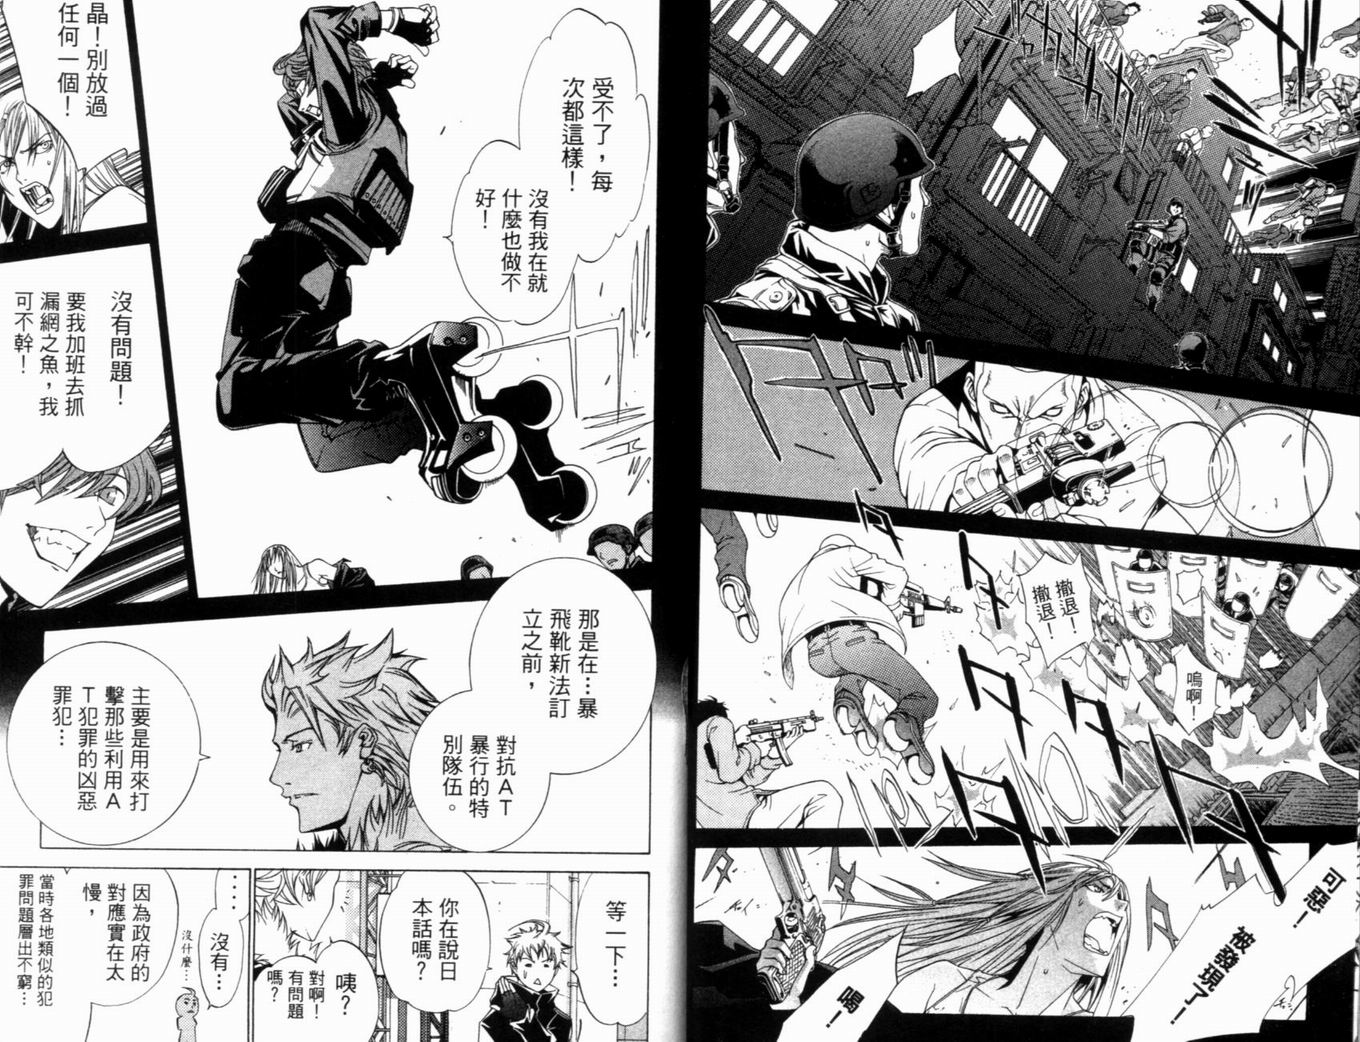 ダダダダ
撤退！
撤退！
嗚啊！
可惡！
被發現了！
喝！
受不了，每
次都這樣！
沒有我在就
什麼也做不
好！
晶！別放過
任何一個！
沒有問題！
要我加班去抓
漏網之魚，我
可不幹！
那是在…暴
飛靴新法訂
立之前，
對抗AT
暴行的特
別隊伍。
主要是用來打
擊那些利用A
T犯罪的凶惡
罪犯…
等一下…
你在說日
本話嗎？
咦？
對啊！
有問題
嗎？
…
沒有…
沒什麼…
因為政府的
對應實在太
慢，
當時各地類似的犯
罪問題層出不窮…